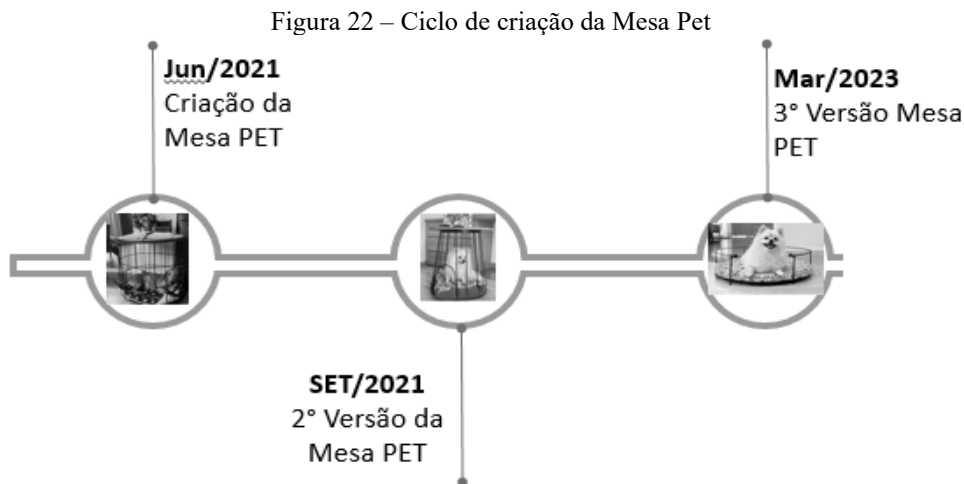 Figura 22 – Ciclo de criação da Mesa Pet
Jun/2021
Criação da
Mesa PET
SET/2021
2° Versão da
Mesa PET
Mar/2023
3° Versão Mesa
PET